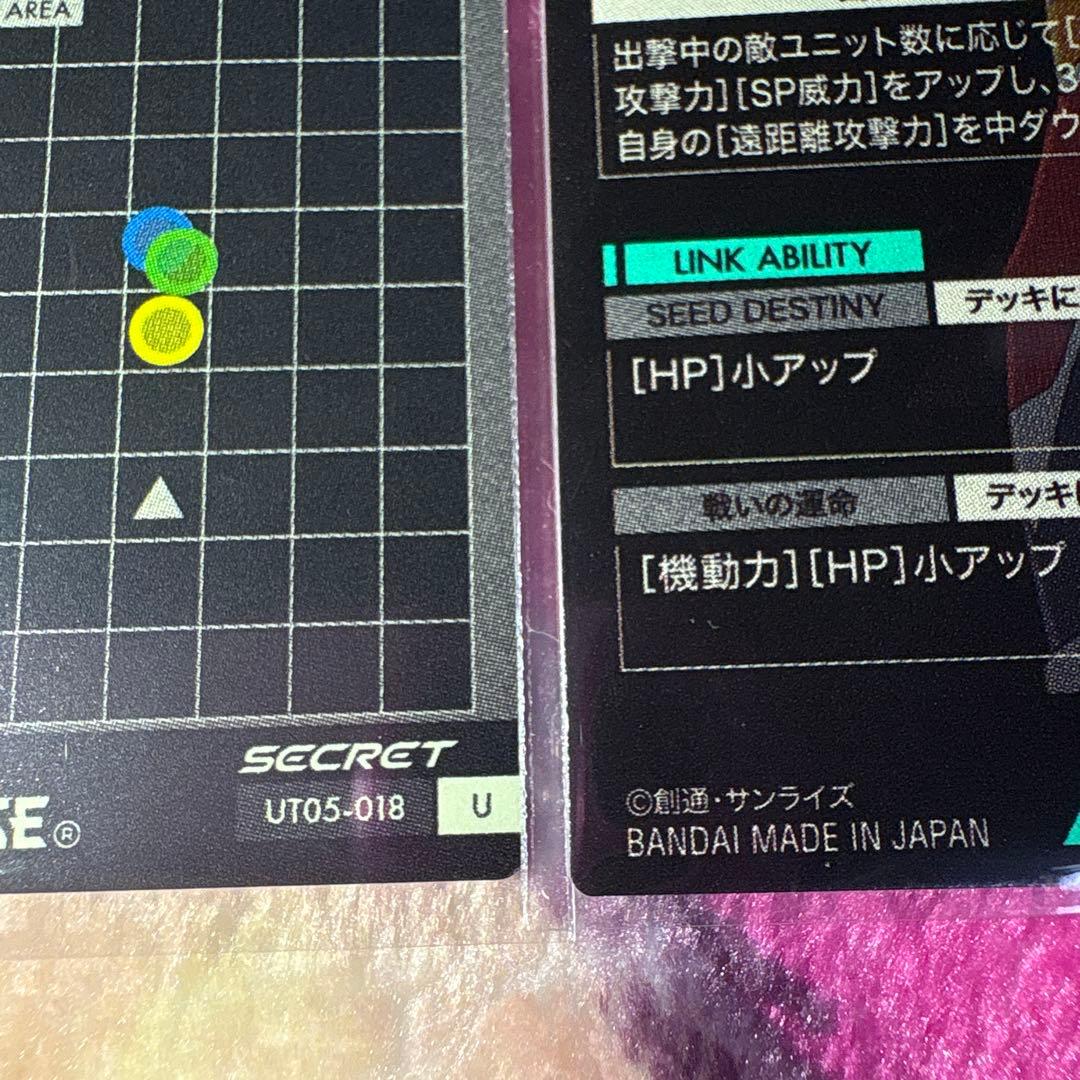 AREA
SECRET
UT05-018
U
SE®
出撃中の敵ユニット数に応じて[
攻撃力][SP威力]をアップし、3
自身の[遠距離攻撃力]を中ダウ
LINK ABILITY
SEED DESTINY
デッキに
[HP]小アップ
戦いの運命
デッキに
[機動力][HP]小アップ
©創通・サンライズ
BANDAI MADE IN JAPAN